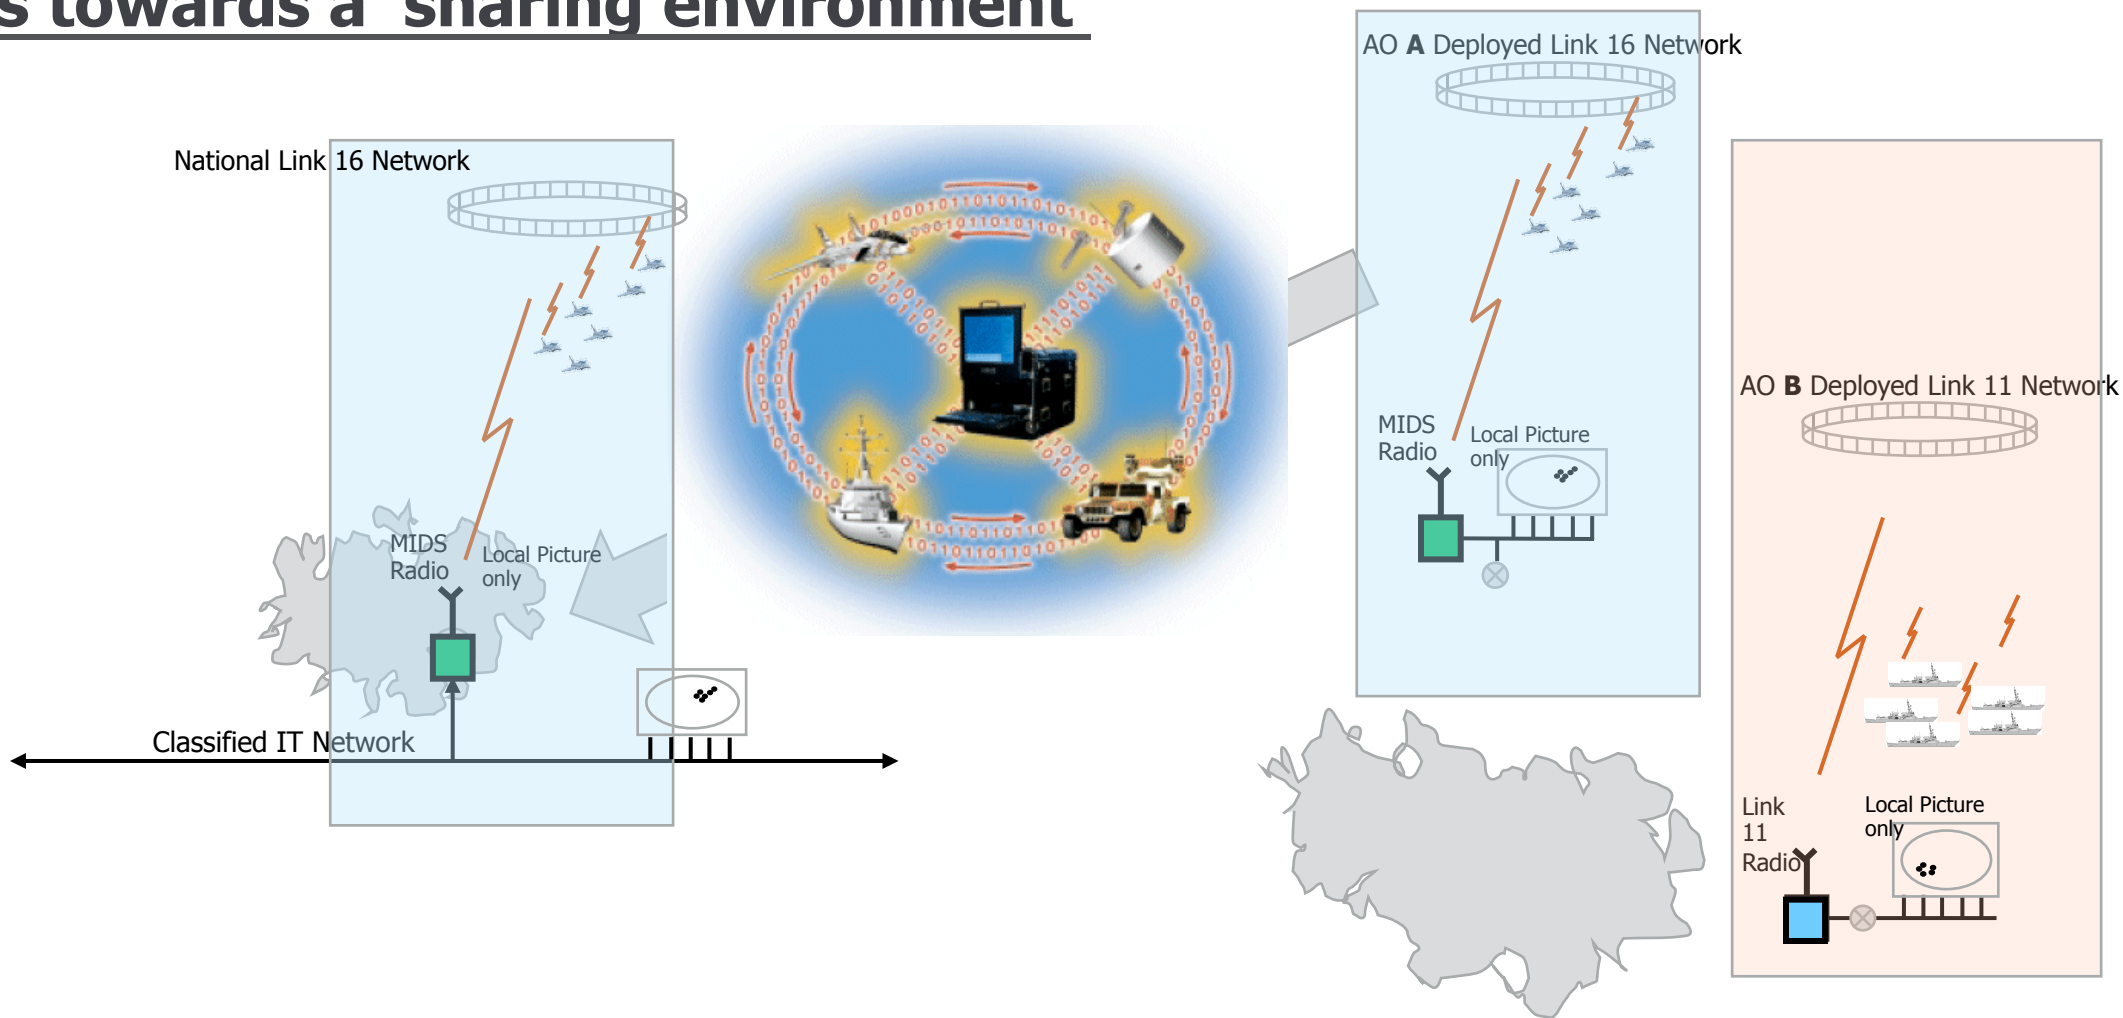 s towards a sharing environment
National Link 16 Network
MIDS
Radio
Local Picture
only
Classified IT Network
AO A Deployed Link 16 Network
MIDS
Radio
Local Picture
only
AO B Deployed Link 11 Network
Link
11
Radio
Local Picture
only